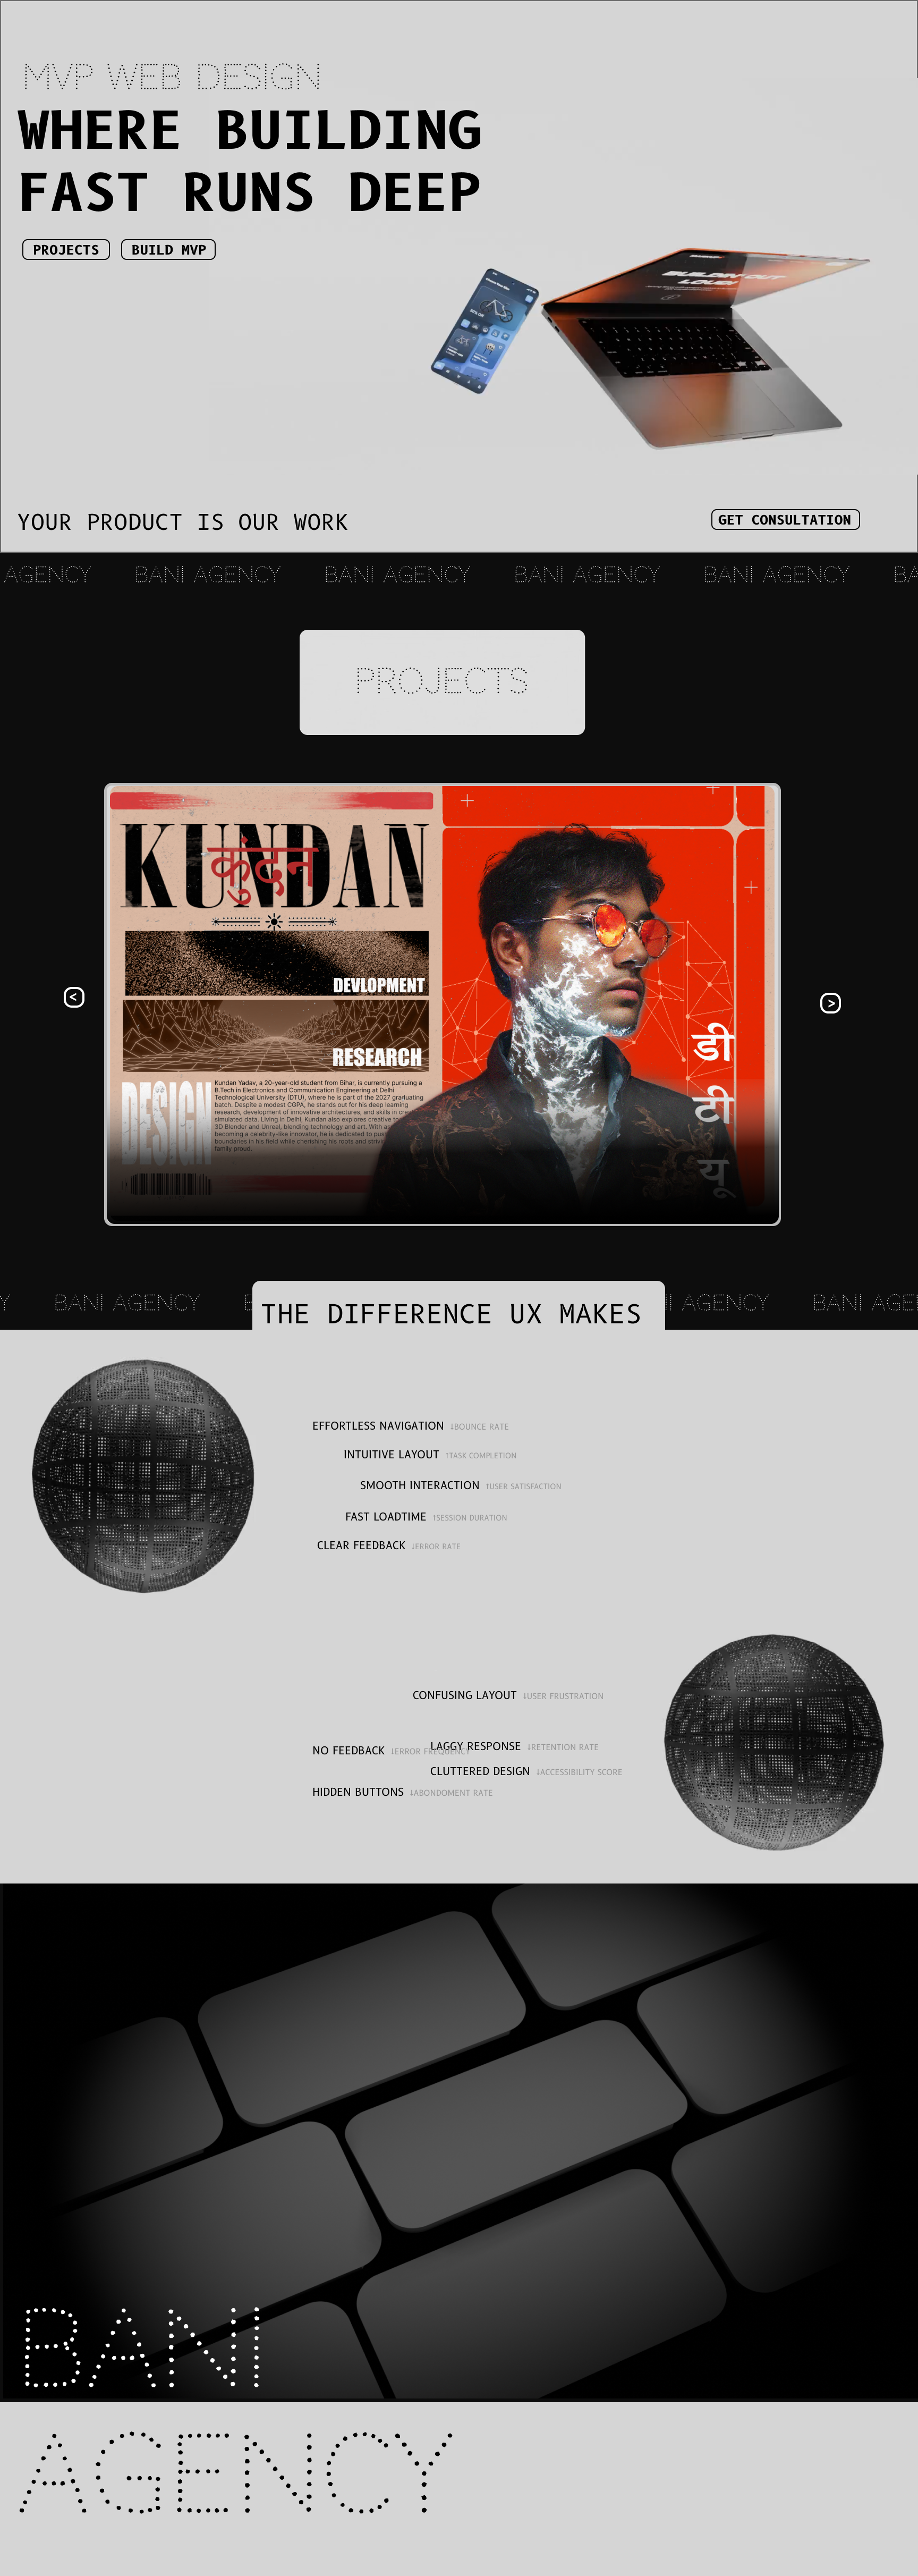 MVP WEB DESIGN
WHERE BUILDING
FAST RUNS DEEP
PROJECTS
BUILD MVP
BUILDIN OUT
LOUD!
YOUR PRODUCT IS OUR WORK
GET CONSULTATION
AGENCY BANI AGENCY BANI AGENCY BANI AGENCY BANI AGENCY BA
PROJECTS
KUNDAN
कुंदन
DEVLOPMENT
RESEARCH
DESIGN
Kundan Yadav, a 20-year-old student from Bihar, is currently pursuing a
B.Tech in Electronics and Communication Engineering at Delhi
Technological University (DTU), where he is part of the 2027 graduating
batch. Despite a modest CGPA, he stands out for his deep learning
research, development of innovative architectures, and skills in cre
simulated data. Living in Delhi, Kundan also explores creative
3D Blender and Unreal, blending technology and art. With
becoming a celebrity-like innovator, he is dedicated to
boundaries in his field while cherishing his roots and
family proud.
डी
टी
यू
<
>
Y BANI AGENCY I AGENCY BANI AGE
THE DIFFERENCE UX MAKES
EFFORTLESS NAVIGATION ↓BOUNCE RATE
INTUITIVE LAYOUT ↑TASK COMPLETION
SMOOTH INTERACTION ↑USER SATISFACTION
FAST LOADTIME ↑SESSION DURATION
CLEAR FEEDBACK ↓ERROR RATE
CONFUSING LAYOUT ↓USER FRUSTRATION
LAGGY RESPONSE ↓RETENTION RATE
NO FEEDBACK ↓ERROR FREQUENCY
CLUTTERED DESIGN ↓ACCESSIBILITY SCORE
HIDDEN BUTTONS ↓ABONDOMENT RATE
BANI
AGENCY